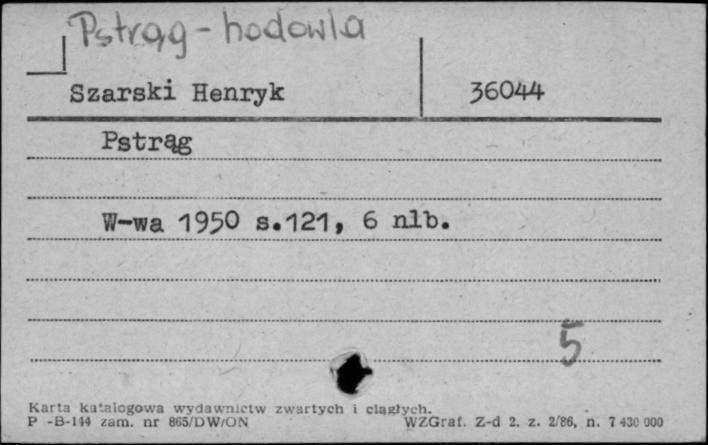 Pstrąg - hodowla
Szarski Henryk 36044
Pstrąg
W-wa 1950 s.121, 6 nlb.
5
Karta katalogowa wydawnictw zwartych i ciągłych.
P -B-144 zam. nr 865/DW/ON WZGraf. Z-d 2. z. 2/86, n. 7 430 000